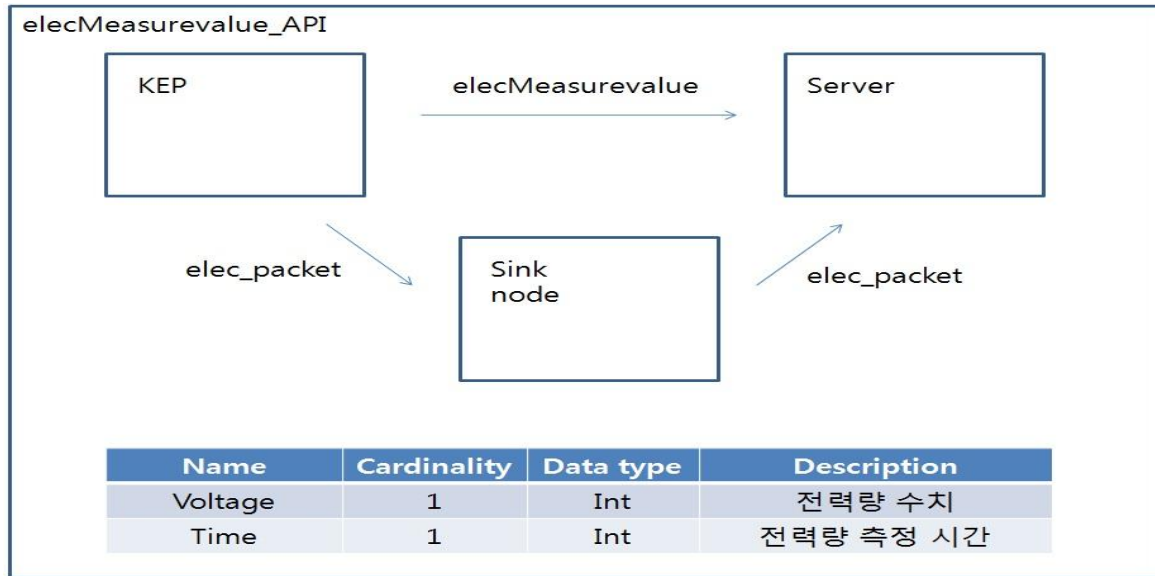 elecMeasurevalue_API
KEP
elecMeasurevalue
Server
elec_packet
Sink
node
elec_packet
Name Cardinality Data type Description
Voltage 1 Int 전력량 수치
Time 1 Int 전력량 측정 시간